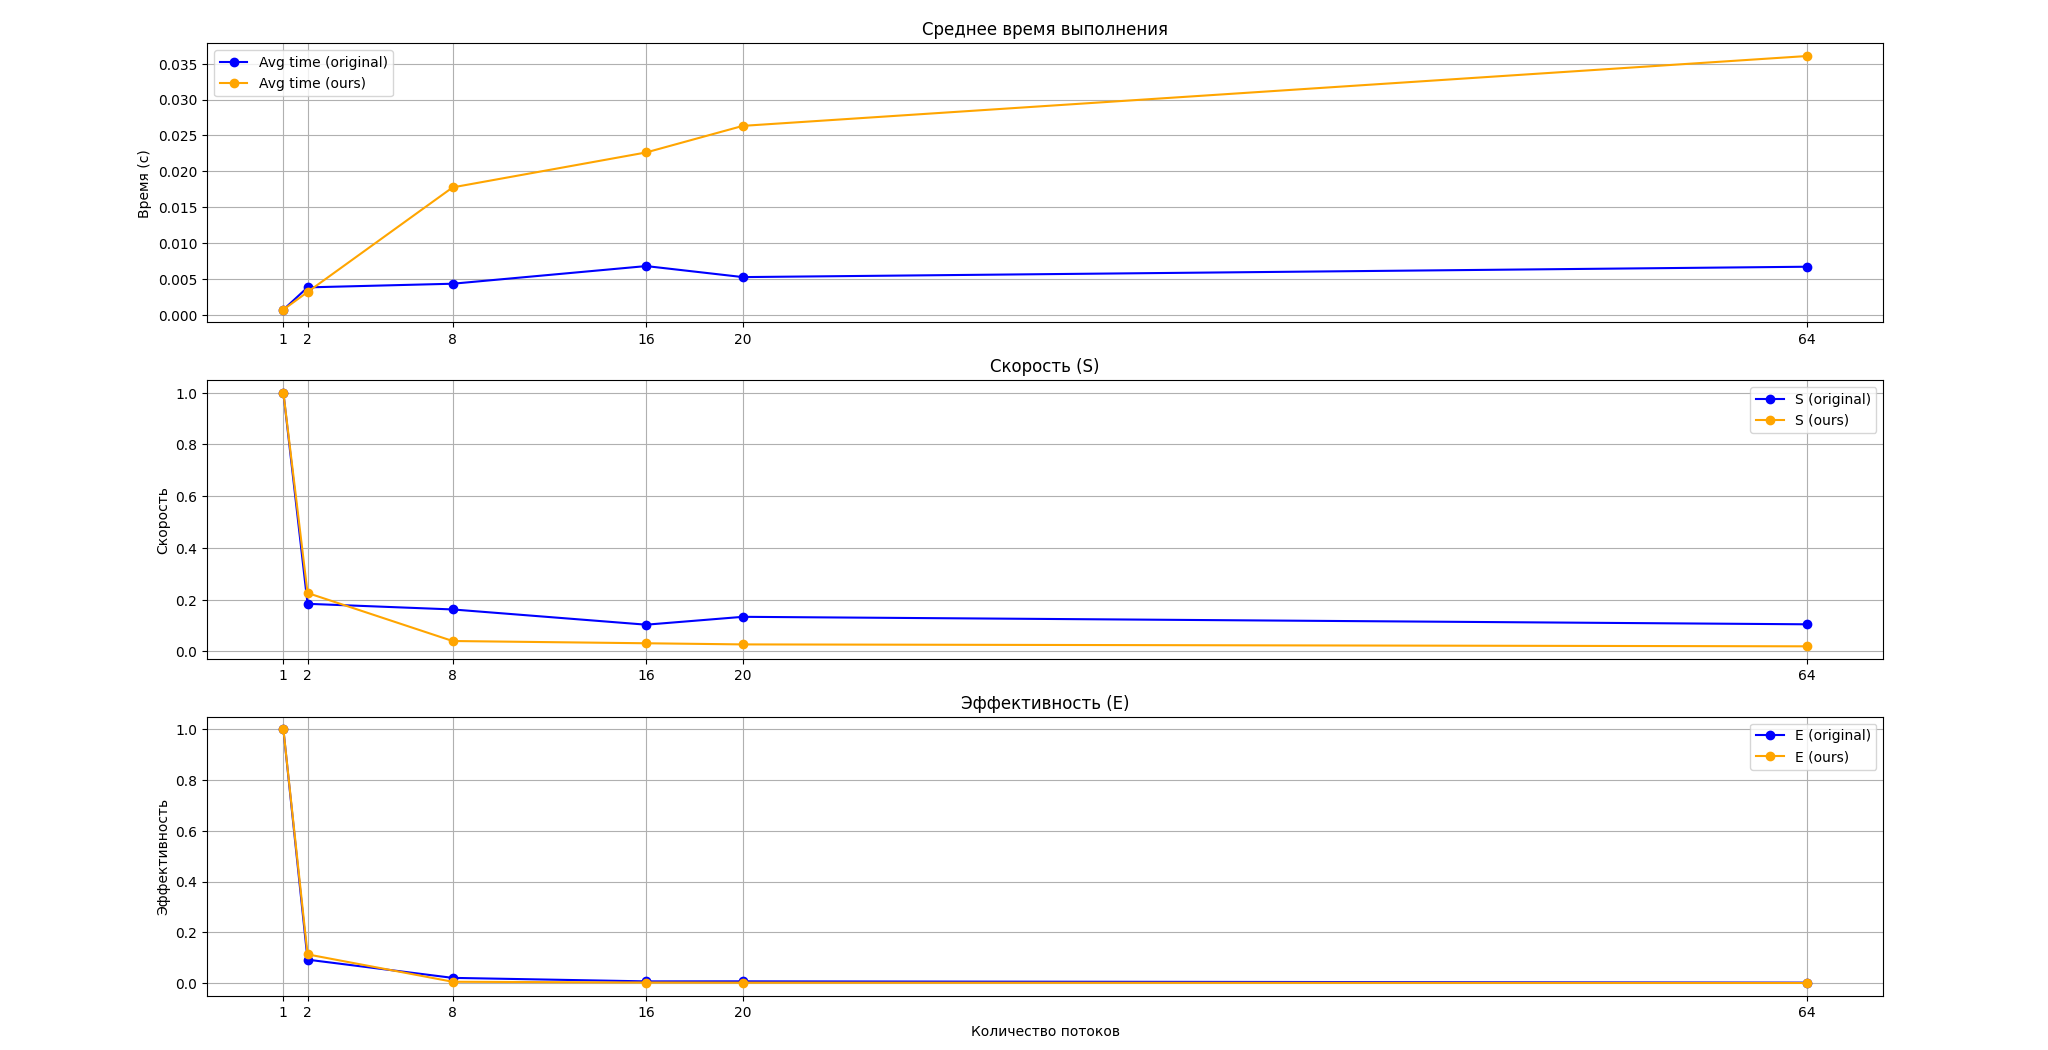 Среднее время выполнения
Avg time (original)
Avg time (ours)
Время (с)
0.035
0.030
0.025
0.020
0.015
0.010
0.005
0.000
1 2 8 16 20 64
Скорость (S)
S (original)
S (ours)
Скорость
1.0
0.8
0.6
0.4
0.2
0.0
1 2 8 16 20 64
Эффективность (E)
E (original)
E (ours)
Эффективность
1.0
0.8
0.6
0.4
0.2
0.0
1 2 8 16 20 64
Количество потоков